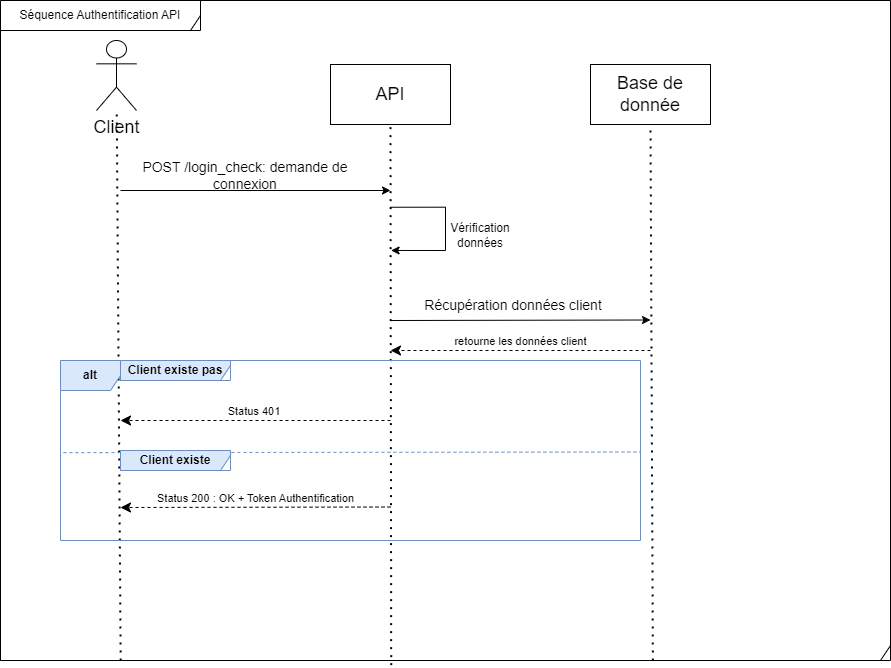 Séquence Authentification API
Client
API
Base de
donnée
POST /login_check: demande de
connexion
Vérification
données
Récupération données client
retourne les données client
alt
Client existe pas
Status 401
Client existe
Status 200 : OK + Token Authentification